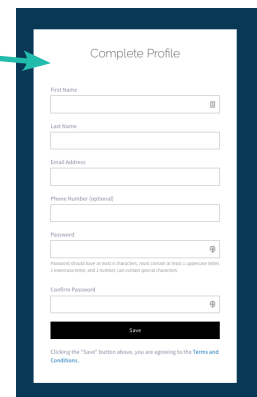 Complete Profile
First Name
Last Name
Email Address
Phone Number (optional)
Password
Password should have at least 8 characters, must contain at least 1 uppercase letter,
1 lowercase letter, and 1 number, can contain special characters.
Confirm Password
Save
Clicking the "Save" button above, you are agreeing to the Terms and
Conditions.